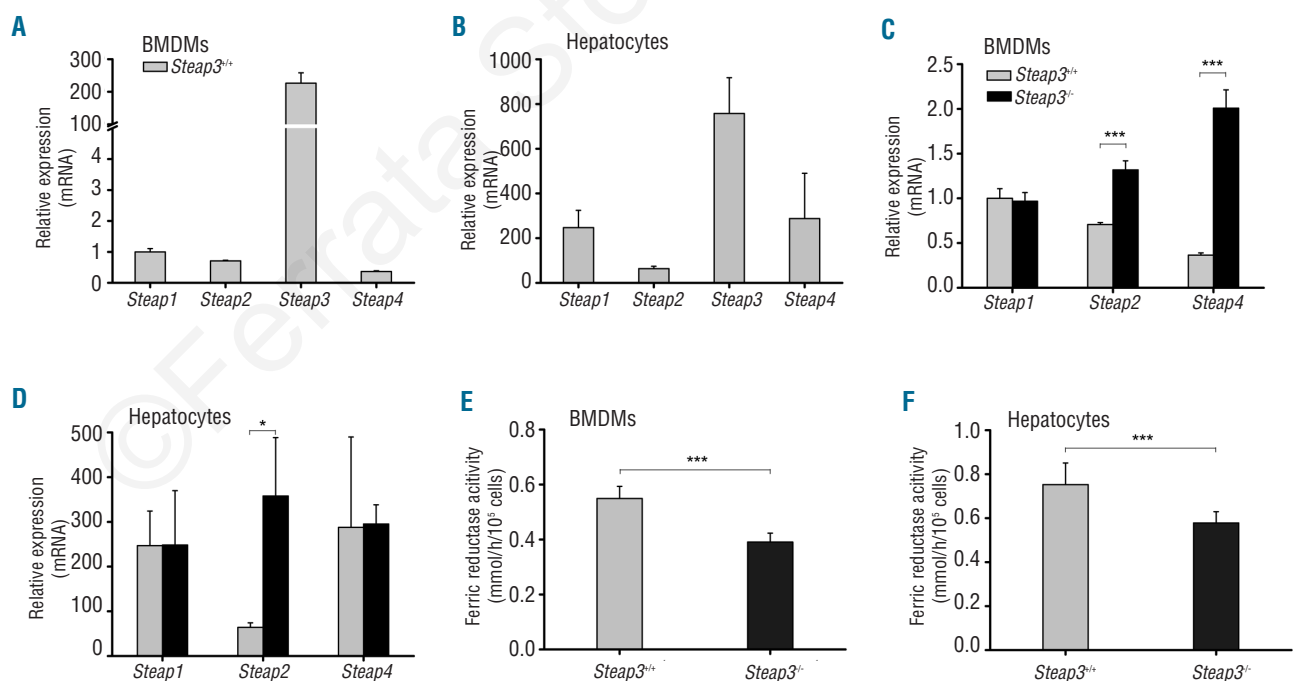 A
BMDMs
Steap3+/+
Relative expression
(mRNA)
300
200
100
4
3
2
1
0
Steap1 Steap2 Steap3 Steap4
B
Hepatocytes
Relative expression
(mRNA)
1000
800
600
400
200
0
Steap1 Steap2 Steap3 Steap4
C
BMDMs
Steap3+/+
Steap3-/-
Relative expression
(mRNA)
2.5
2.0
1.5
1.0
0.5
0.0
***
***
Steap1 Steap2 Steap4
D
Hepatocytes
Relative expression
(mRNA)
500
400
300
200
100
0
*
Steap1 Steap2 Steap4
E
BMDMs
Ferric reductase acitivity
(mmol/h/10⁵ cells)
0.8
0.6
0.4
0.2
0.0
***
Steap3+/+ Steap3-/-
F
Hepatocytes
Ferric reductase acitivity
(mmol/h/10⁵ cells)
1.0
0.8
0.6
0.4
0.2
0.0
***
Steap3+/+ Steap3-/-
©Ferrata